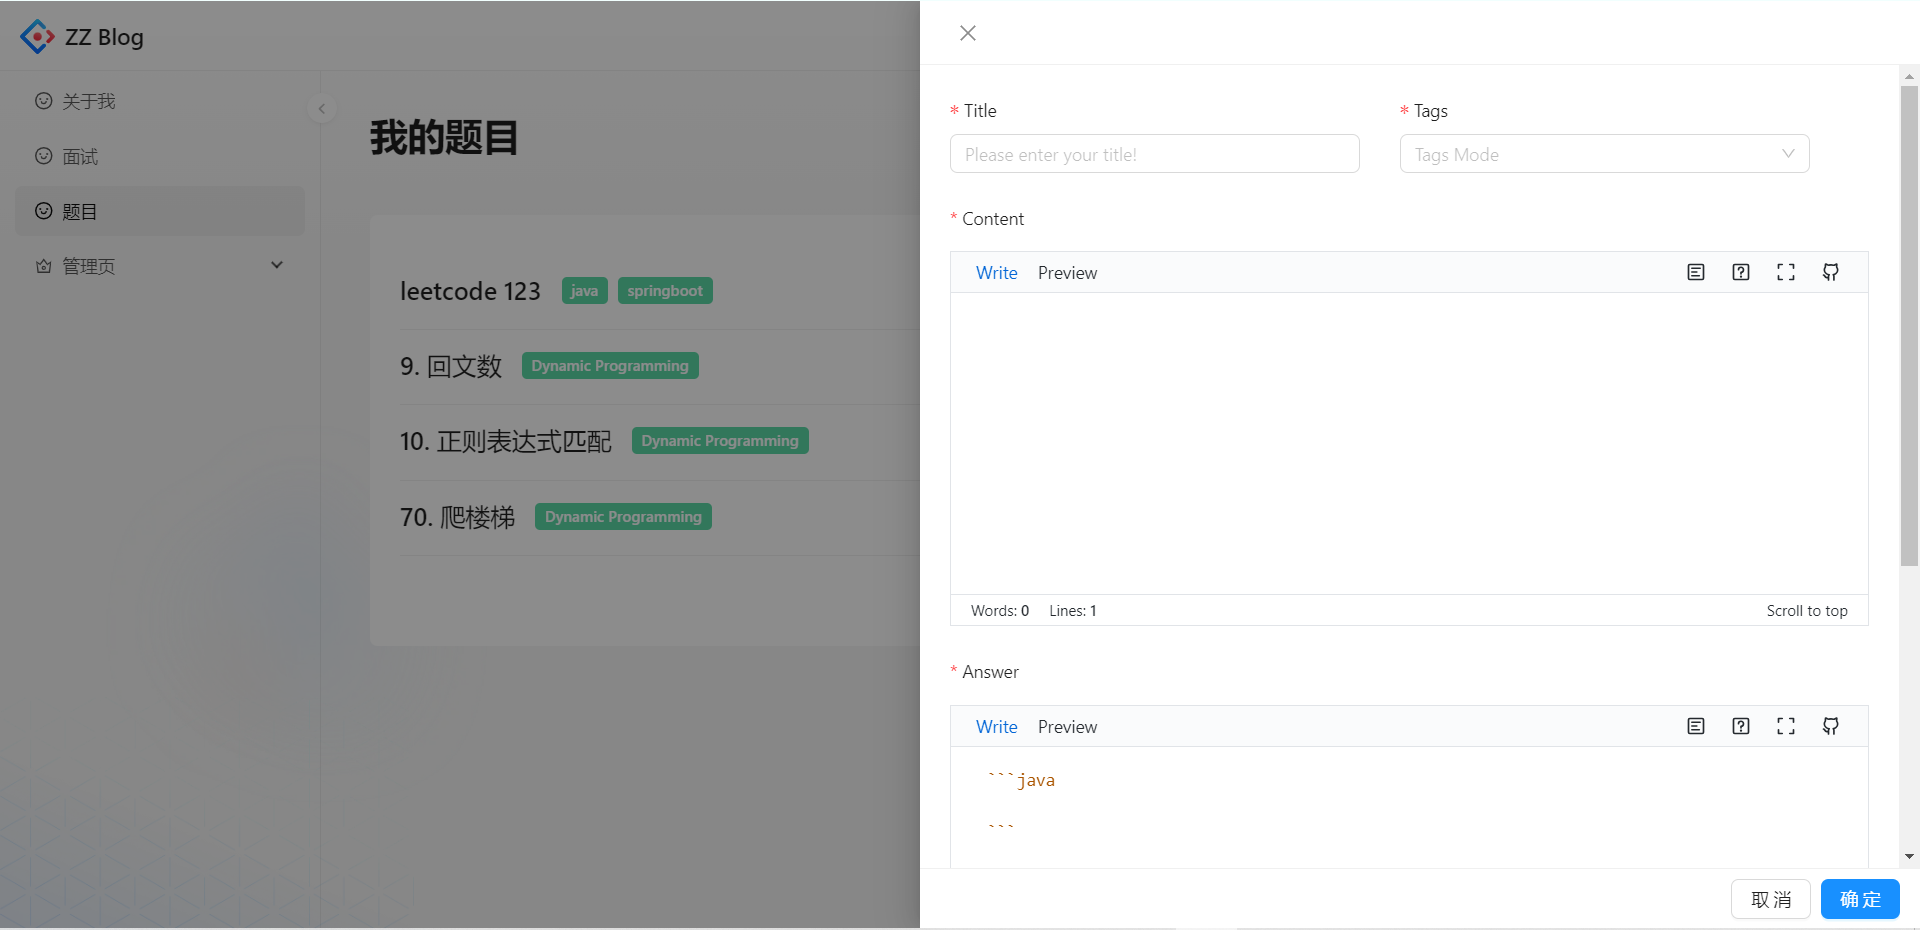 ZZ Blog
关于我
面试
题目
管理页
我的题目
leetcode 123 java springboot
9. 回文数 Dynamic Programming
10. 正则表达式匹配 Dynamic Programming
70. 爬楼梯 Dynamic Programming
* Title * Tags
Please enter your title! Tags Mode
* Content
Write Preview
Words: 0 Lines: 1 Scroll to top
* Answer
Write Preview
```java
```
取消 确定